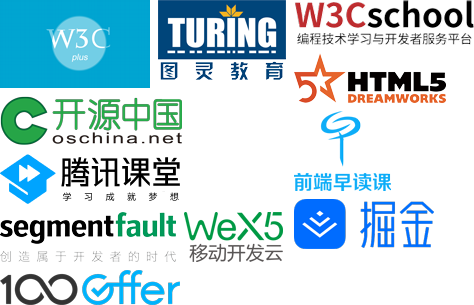 W3C
plus
TURING
图灵教育
W3Cschool
编程技术学习与开发者服务平台
HTML5
DREAMWORKS
开源中国
oschina.net
前端早读课
腾讯课堂
学习成就梦想
segmentfault
创造属于开发者的时代
WeX5
移动开发云
掘金
100offer